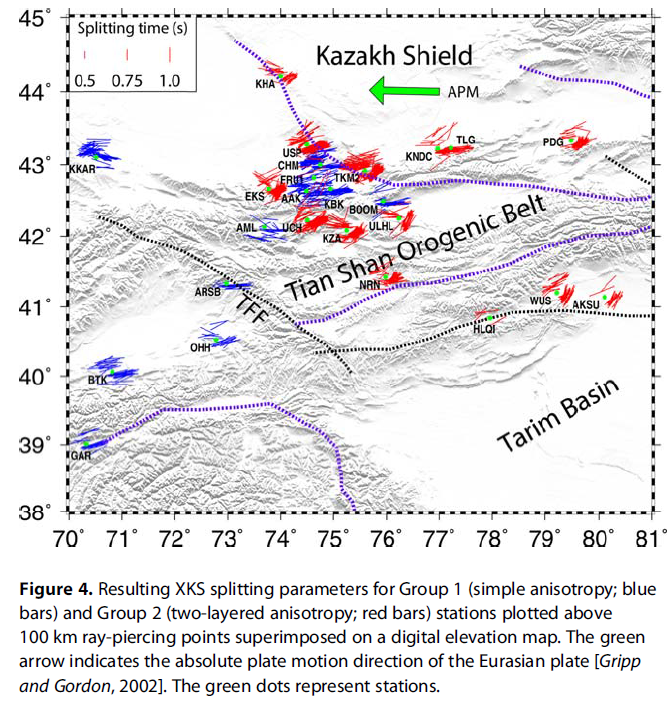 45°
44°
43°
42°
41°
40°
39°
38°
Splitting time (s)
0.5 0.75 1.0
Kazakh Shield
APM
KHA
USP
CHM
FRU1
TKM2
KNDC
TLG
PDG
KKAR
EKS
AAK
KBK
BOOM
AML
UCH
KZA
ULHL
Tian Shan Orogenic Belt
NRN
ARSB
TFF
WUS
AKSU
HLQI
OHH
BTK
GAR
Tarim Basin
70° 71° 72° 73° 74° 75° 76° 77° 78° 79° 80° 81°
Figure 4. Resulting XKS splitting parameters for Group 1 (simple anisotropy; blue
bars) and Group 2 (two-layered anisotropy; red bars) stations plotted above
100 km ray-piercing points superimposed on a digital elevation map. The green
arrow indicates the absolute plate motion direction of the Eurasian plate [Gripp
and Gordon, 2002]. The green dots represent stations.